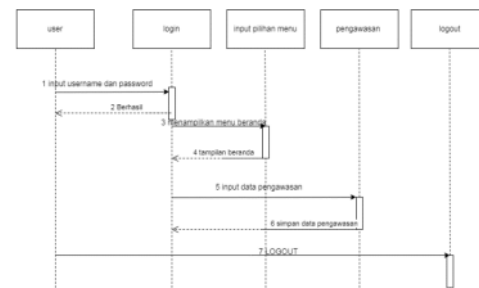 user
login
input pilihan menu
pengawasan
logout
1 input username dan password
2 Berhasil
3 menampilkan menu beranda
4 tampilan beranda
5 input data pengawasan
6 simpan data pengawasan
7 LOGOUT